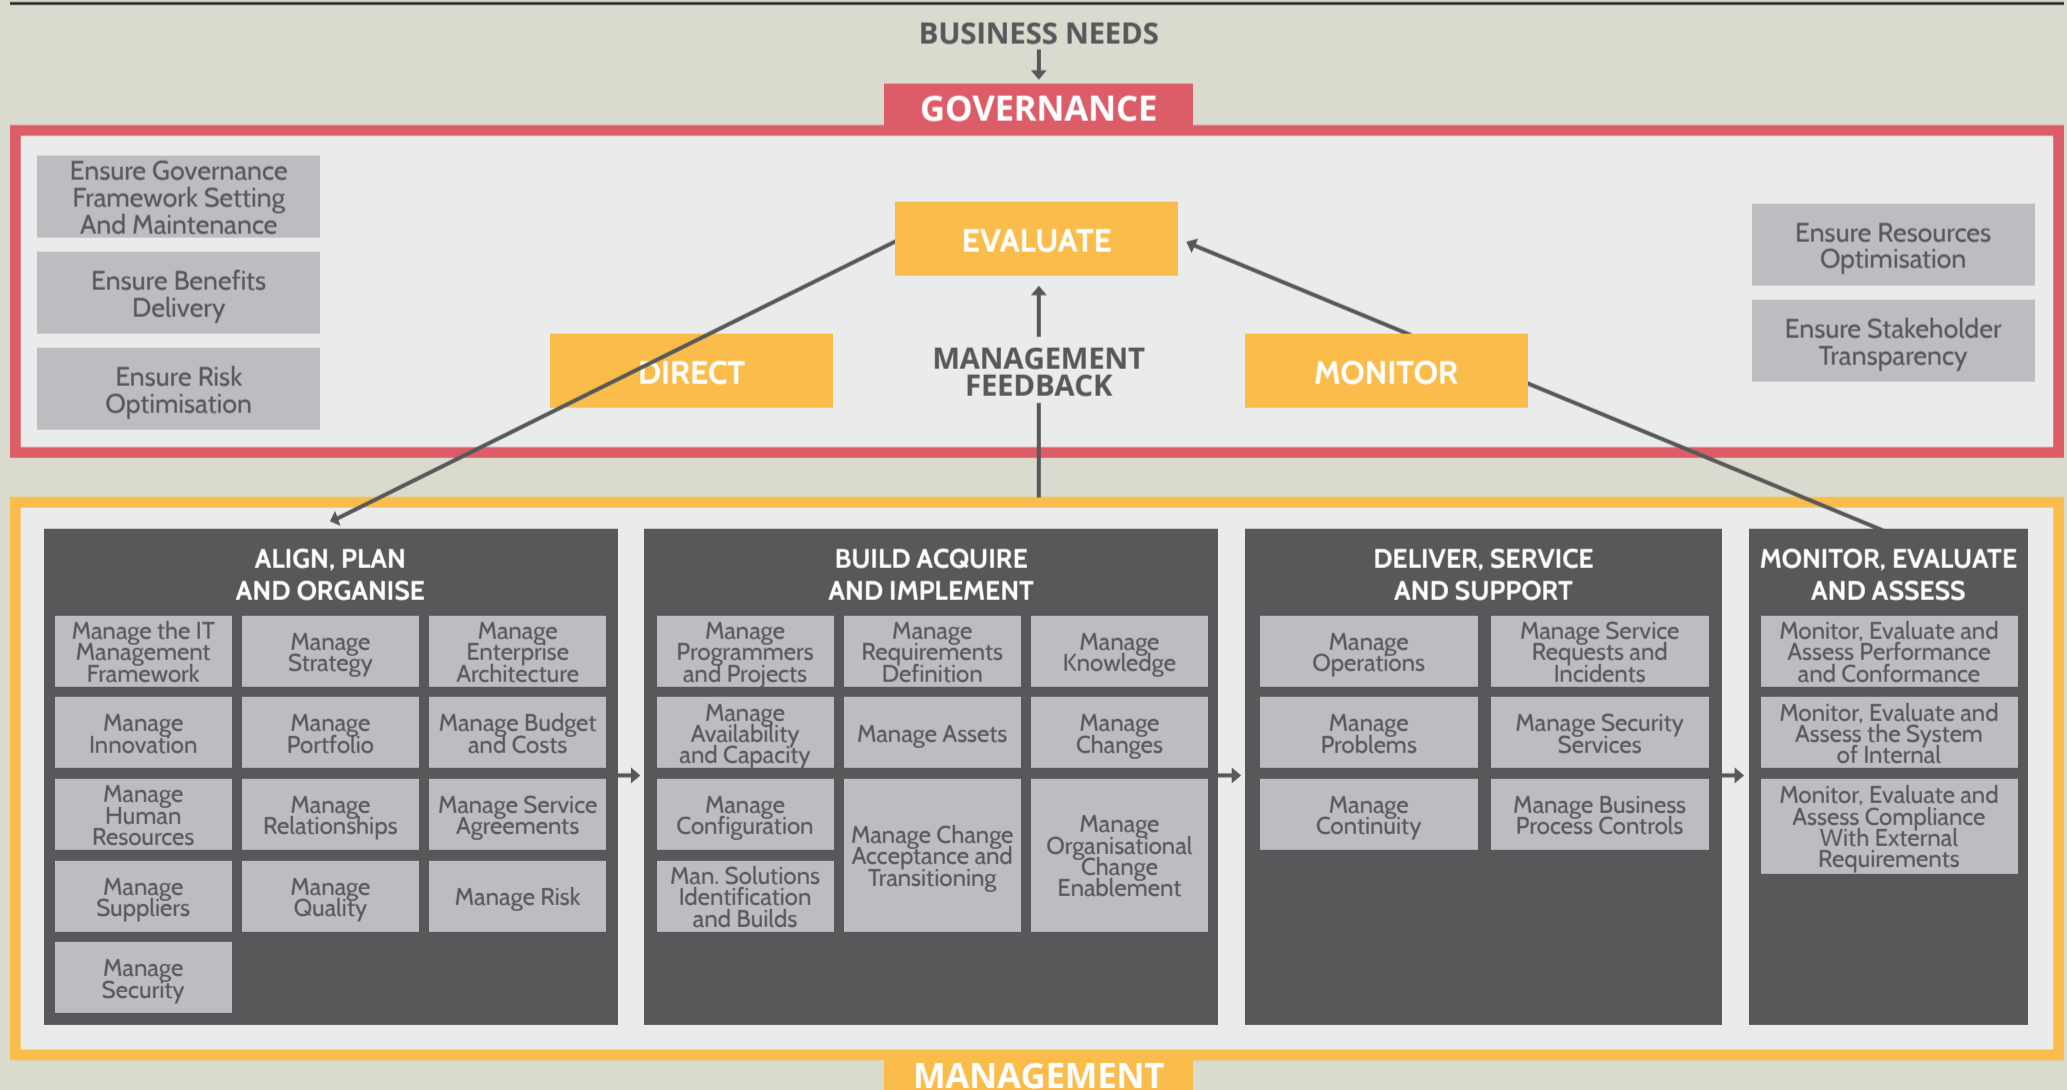 BUSINESS NEEDS
GOVERNANCE
Ensure Governance
Framework Setting
And Maintenance
Ensure Benefits
Delivery
Ensure Risk
Optimisation
EVALUATE
DIRECT
MANAGEMENT
FEEDBACK
MONITOR
Ensure Resources
Optimisation
Ensure Stakeholder
Transparency
ALIGN, PLAN
AND ORGANISE
Manage the IT
Management
Framework
Manage
Strategy
Manage
Enterprise
Architecture
Manage
Innovation
Manage
Portfolio
Manage Budget
and Costs
Manage
Human
Resources
Manage
Relationships
Manage Service
Agreements
Manage
Suppliers
Manage
Quality
Manage Risk
Manage
Security
BUILD ACQUIRE
AND IMPLEMENT
Manage
Programmers
and Projects
Manage
Requirements
Definition
Manage
Knowledge
Manage
Availability
and Capacity
Manage Assets
Manage
Changes
Manage
Configuration
Manage Change
Acceptance and
Transitioning
Manage
Organisational
Change
Enablement
Man. Solutions
Identification
and Builds
DELIVER, SERVICE
AND SUPPORT
Manage
Operations
Manage Service
Requests and
Incidents
Manage
Problems
Manage Security
Services
Manage
Continuity
Manage Business
Process Controls
MONITOR, EVALUATE
AND ASSESS
Monitor, Evaluate and
Assess Performance
and Conformance
Monitor, Evaluate and
Assess the System
of Internal
Monitor, Evaluate and
Assess Compliance
With External
Requirements
MANAGEMENT